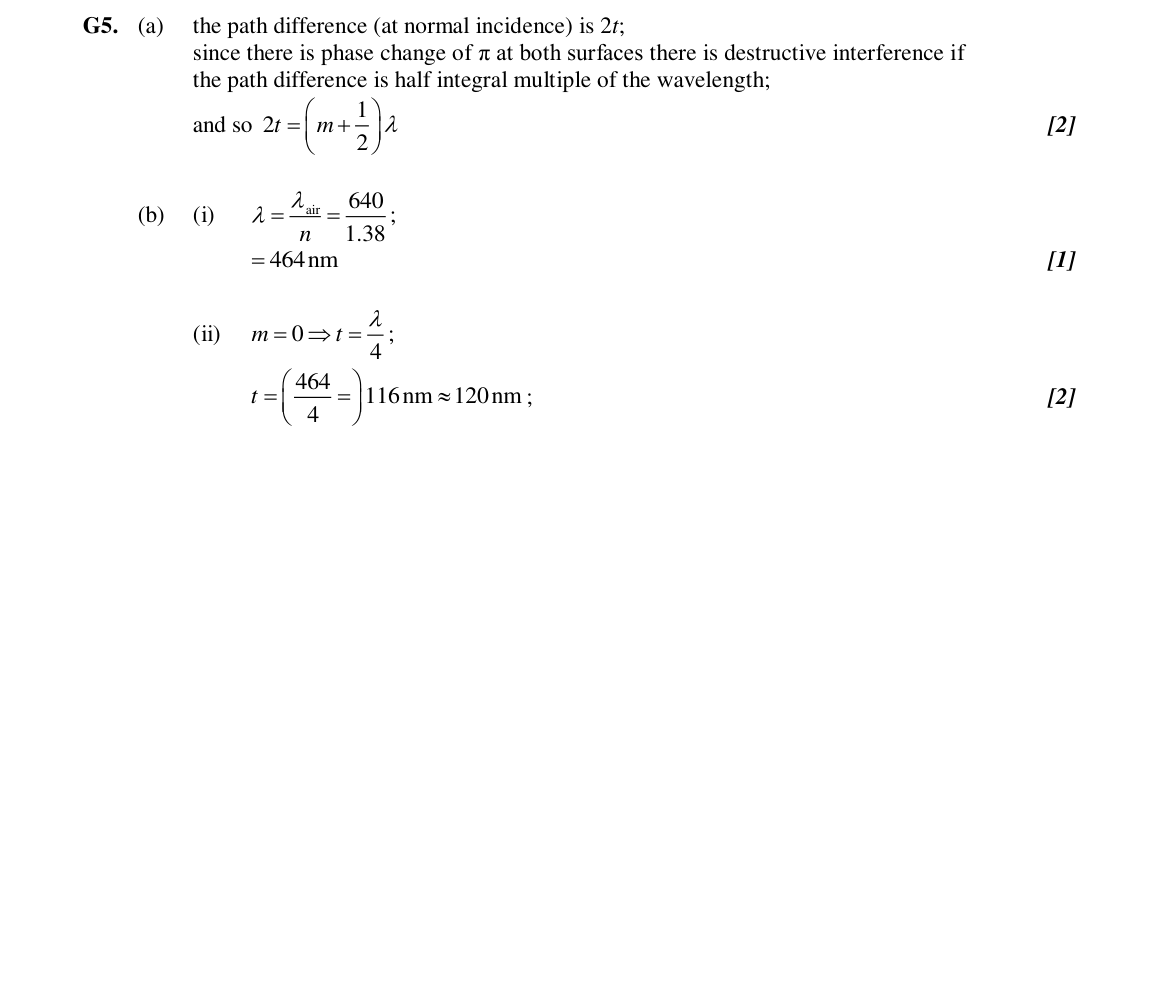 G5. (a) the path difference (at normal incidence) is 2t;
since there is phase change of π at both surfaces there is destructive interference if
the path difference is half integral multiple of the wavelength;
and so 2t = (m + 1/2) λ [2]
(b) (i) λ = λair/n = 640/1.38 ;
= 464 nm [1]
(ii) m = 0 ⇒ t = λ/4 ;
t = (464/4 =) 116 nm ≈ 120 nm ; [2]